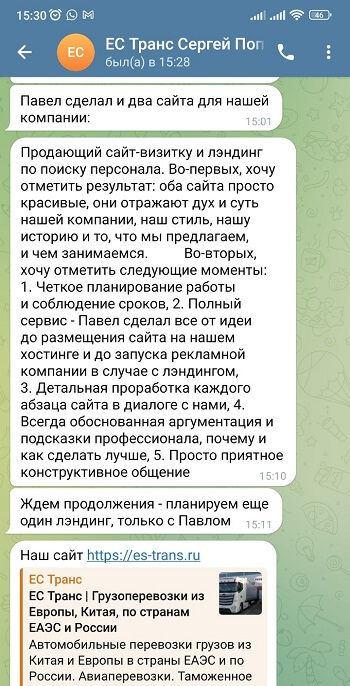 15:30
46
ЕС
ЕС Транс Сергей Поп
был(а) в 15:28
Павел сделал и два сайта для нашей
компании:
15:01
Продающий сайт-визитку и лэндинг
по поиску персонала. Во-первых, хочу
отметить результат: оба сайта просто
красивые, они отражают дух и суть
нашей компании, наш стиль, нашу
историю и то, что мы предлагаем,
и чем занимаемся. Во-вторых,
хочу отметить следующие моменты:
1. Четкое планирование работы
и соблюдение сроков, 2. Полный
сервис - Павел сделал все от идеи
до размещения сайта на нашем
хостинге и до запуска рекламной
компании в случае с лэндингом,
3. Детальная проработка каждого
абзаца сайта в диалоге с нами, 4.
Всегда обоснованная аргументация и
подсказки профессионала, почему и
как сделать лучше, 5. Просто приятное
конструктивное общение
15:10
Ждем продолжения - планируем еще
один лэндинг, только с Павлом
15:11
Наш сайт https://es-trans.ru
ЕС Транс
ЕС Транс | Грузоперевозки из
Европы, Китая, по странам
ЕАЭС и России
Автомобильные перевозки грузов из
Китая и Европы в страны ЕАЭС и по
России. Авиаперевозки. Таможенное